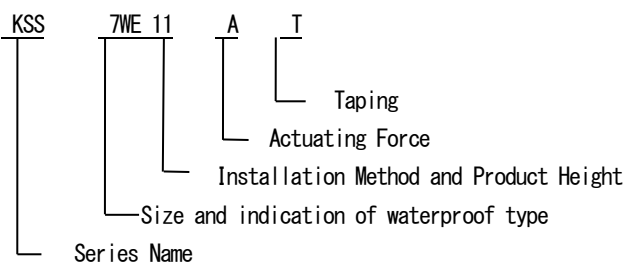 KSS 7WE 11 A T
Taping
Actuating Force
Installation Method and Product Height
Size and indication of waterproof type
Series Name